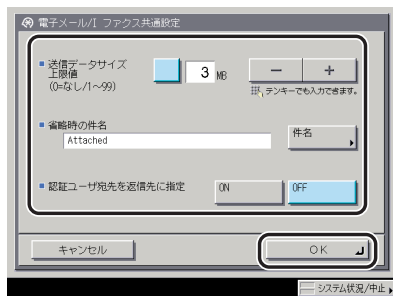 電子メール/I ファクス共通設定
■ 送信データサイズ
上限値
(0=なし/1~99)
3 MB
− +
テンキーでも入力できます。
■ 省略時の件名
Attached
件名
■ 認証ユーザ宛先を返信先に指定
ON
OFF
キャンセル
OK
システム状況/中止